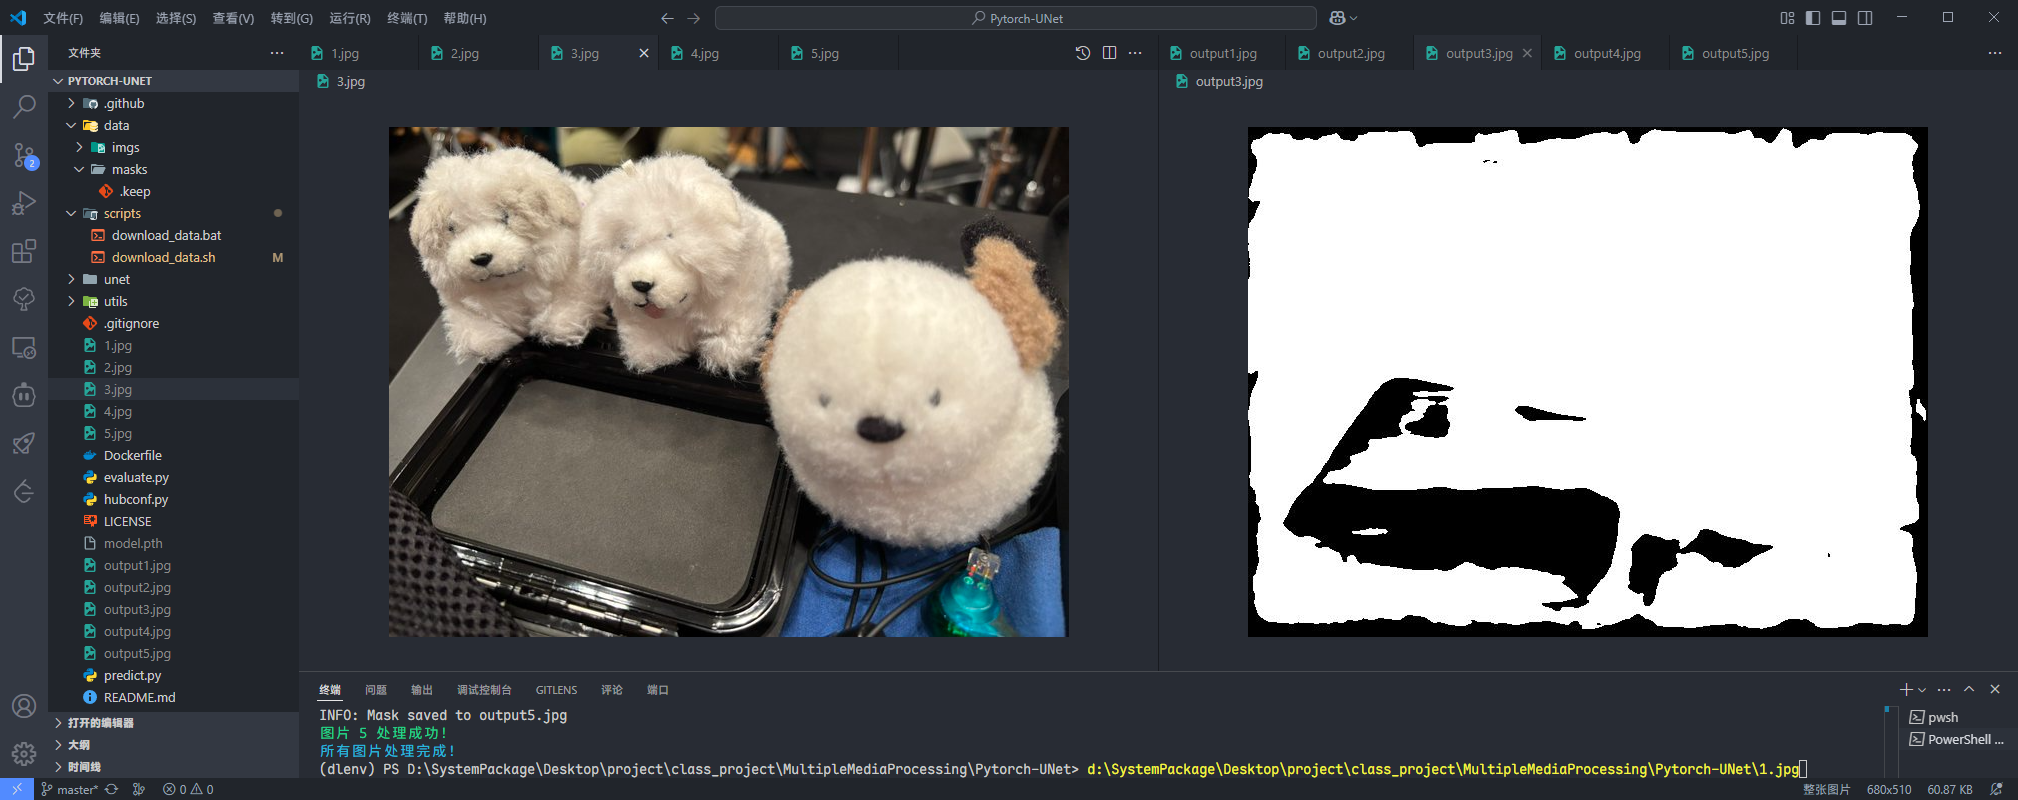 文件(F) 编辑(E) 选择(S) 查看(V) 转到(G) 运行(R) 终端(T) 帮助(H)
Pytorch-UNet
文件夹
PYTORCH-UNET
.github
data
imgs
masks
.keep
scripts
download_data.bat
download_data.sh M
unet
utils
.gitignore
1.jpg
2.jpg
3.jpg
4.jpg
5.jpg
Dockerfile
evaluate.py
hubconf.py
LICENSE
model.pth
output1.jpg
output2.jpg
output3.jpg
output4.jpg
output5.jpg
predict.py
README.md
打开的编辑器
大纲
时间线
2
1.jpg 2.jpg 3.jpg 4.jpg 5.jpg
3.jpg
output1.jpg output2.jpg output3.jpg output4.jpg output5.jpg
output3.jpg
终端 问题 输出 调试控制台 GITLENS 评论 端口
INFO: Mask saved to output5.jpg
图片 5 处理成功!
所有图片处理完成!
(dlenv) PS D:\SystemPackage\Desktop\project\class_project\MultipleMediaProcessing\Pytorch-UNet> d:\SystemPackage\Desktop\project\class_project\MultipleMediaProcessing\Pytorch-UNet\1.jpg
pwsh
PowerShell ...
master* 0 0 整张图片 680x510 60.87 KB